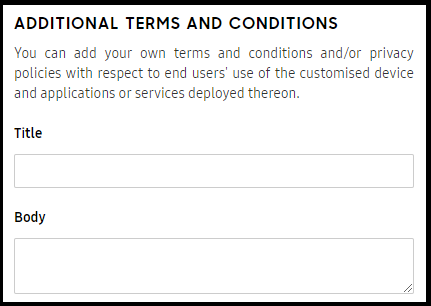 ADDITIONAL TERMS AND CONDITIONS
You can add your own terms and conditions and/or privacy
policies with respect to end users' use of the customised device
and applications or services deployed thereon.
Title
Body